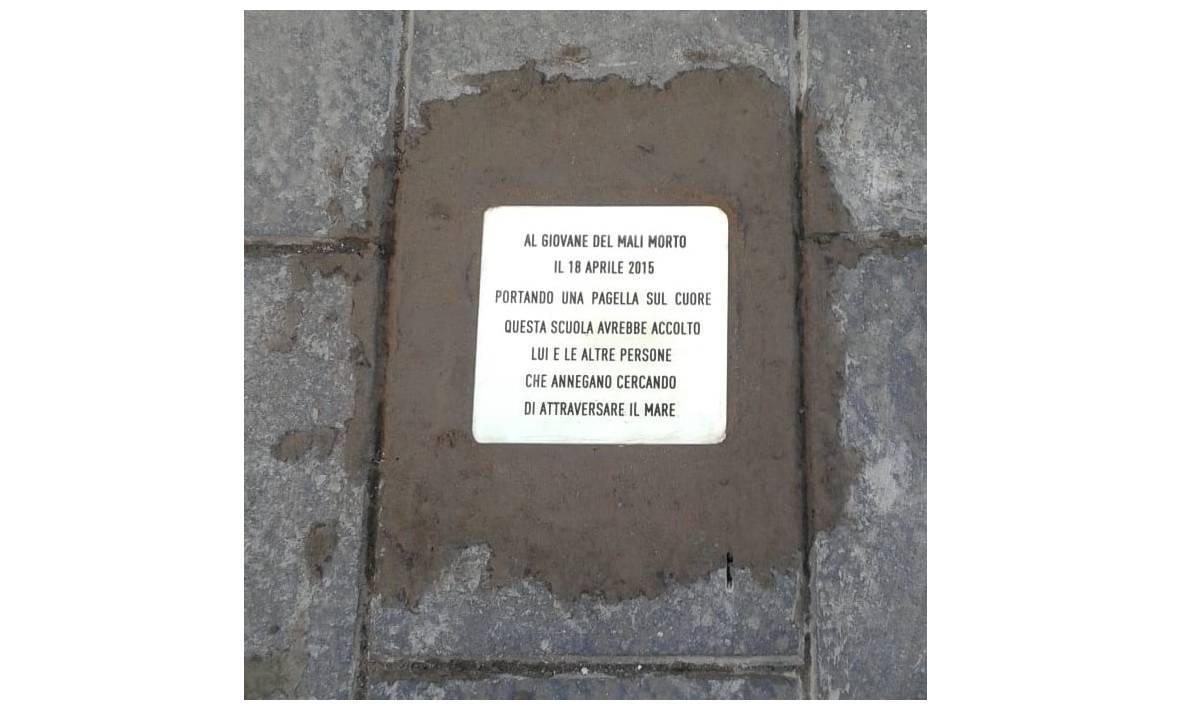 AL GIOVANE DEL MALI MORTO
IL 18 APRILE 2015
PORTANDO UNA PAGELLA SUL CUORE
QUESTA SCUOLA AVREBBE ACCOLTO
LUI E LE ALTRE PERSONE
CHE ANNEGANO CERCANDO
DI ATTRAVERSARE IL MARE